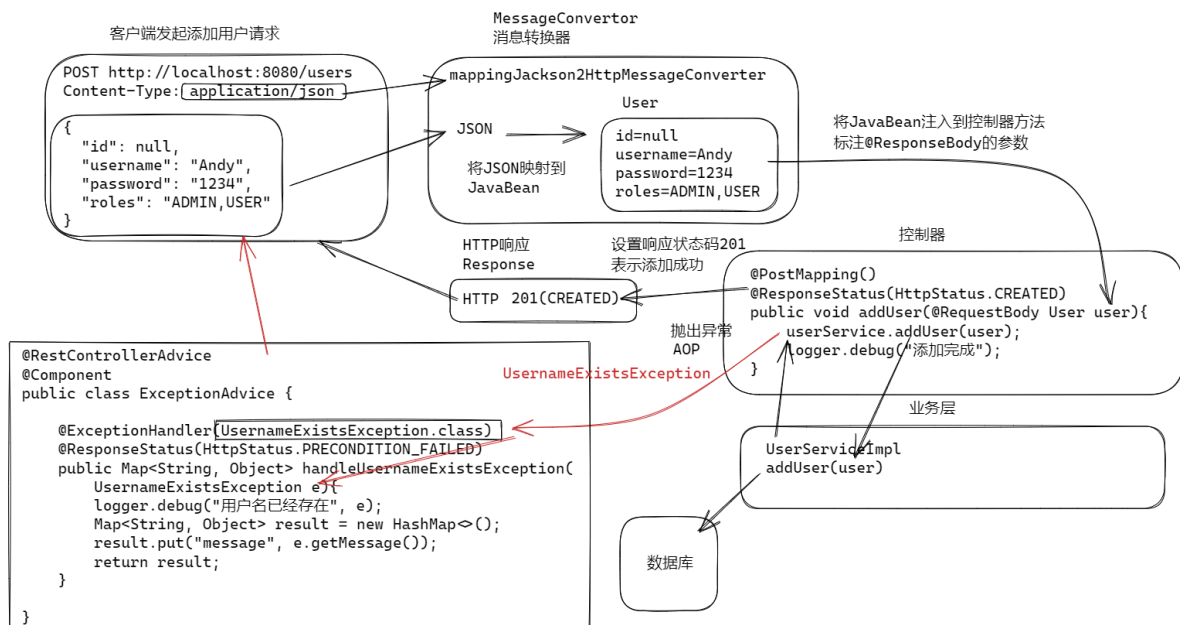 客户端发起添加用户请求
POST http://localhost:8080/users
Content-Type: application/json
{
"id": null,
"username": "Andy",
"password": "1234",
"roles": "ADMIN,USER"
}
MessageConvertor
消息转换器
mappingJackson2HttpMessageConverter
User
JSON
将JSON映射到
JavaBean
id=null
username=Andy
password=1234
roles=ADMIN,USER
将JavaBean注入到控制器方法
标注@ResponseBody的参数
HTTP响应
Response
设置响应状态码201
表示添加成功
HTTP 201(CREATED)
控制器
@PostMapping()
@ResponseStatus(HttpStatus.CREATED)
public void addUser(@RequestBody User user){
userService.addUser(user);
logger.debug("添加完成");
}
抛出异常
AOP
UsernameExistsException
@RestControllerAdvice
@Component
public class ExceptionAdvice {
@ExceptionHandler(UsernameExistsException.class)
@ResponseStatus(HttpStatus.PRECONDITION_FAILED)
public Map<String, Object> handleUsernameExistsException(
UsernameExistsException e){
logger.debug("用户名已经存在", e);
Map<String, Object> result = new HashMap<>();
result.put("message", e.getMessage());
return result;
}
}
业务层
UserServiceImpl
addUser(user)
数据库